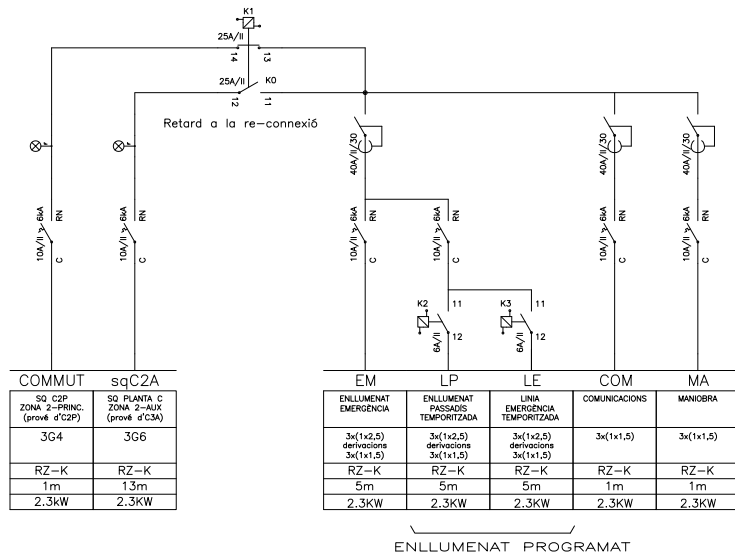 K1
25A/II
14
13
25A/II
K0
12
11
Retard a la re-connexió
40A/II/30
40A/II/30
40A/II/30
6kA
RN
10A/II
C
6kA
RN
10A/II
C
6kA
RN
10A/II
C
6kA
RN
10A/II
C
6kA
RN
10A/II
C
6kA
RN
10A/II
C
K2
11
6A/II
12
K3
11
6A/II
12
COMMUT
sqC2A
EM
LP
LE
COM
MA
SQ C2P
ZONA 2-PRINC.
(prové d'C2P)
SQ PLANTA C
ZONA 2-AUX
(prové d'C3A)
ENLLUMENAT
EMERGÈNCIA
ENLLUMENAT
PASSADÍS
TEMPORITZADA
LINIA
EMERGÈNCIA
TEMPORITZADA
COMUNICACIONS
MANIOBRA
3G4
3G6
3x(1x2,5)
derivacions
3x(1x1,5)
3x(1x2,5)
derivacions
3x(1x1,5)
3x(1x2,5)
derivacions
3x(1x1,5)
3x(1x1,5)
3x(1x1,5)
RZ-K
RZ-K
RZ-K
RZ-K
RZ-K
RZ-K
RZ-K
1m
13m
5m
5m
5m
1m
1m
2.3kW
2.3KW
2.3KW
2.3KW
2.3KW
2.3KW
2.3KW
ENLLUMENAT PROGRAMAT